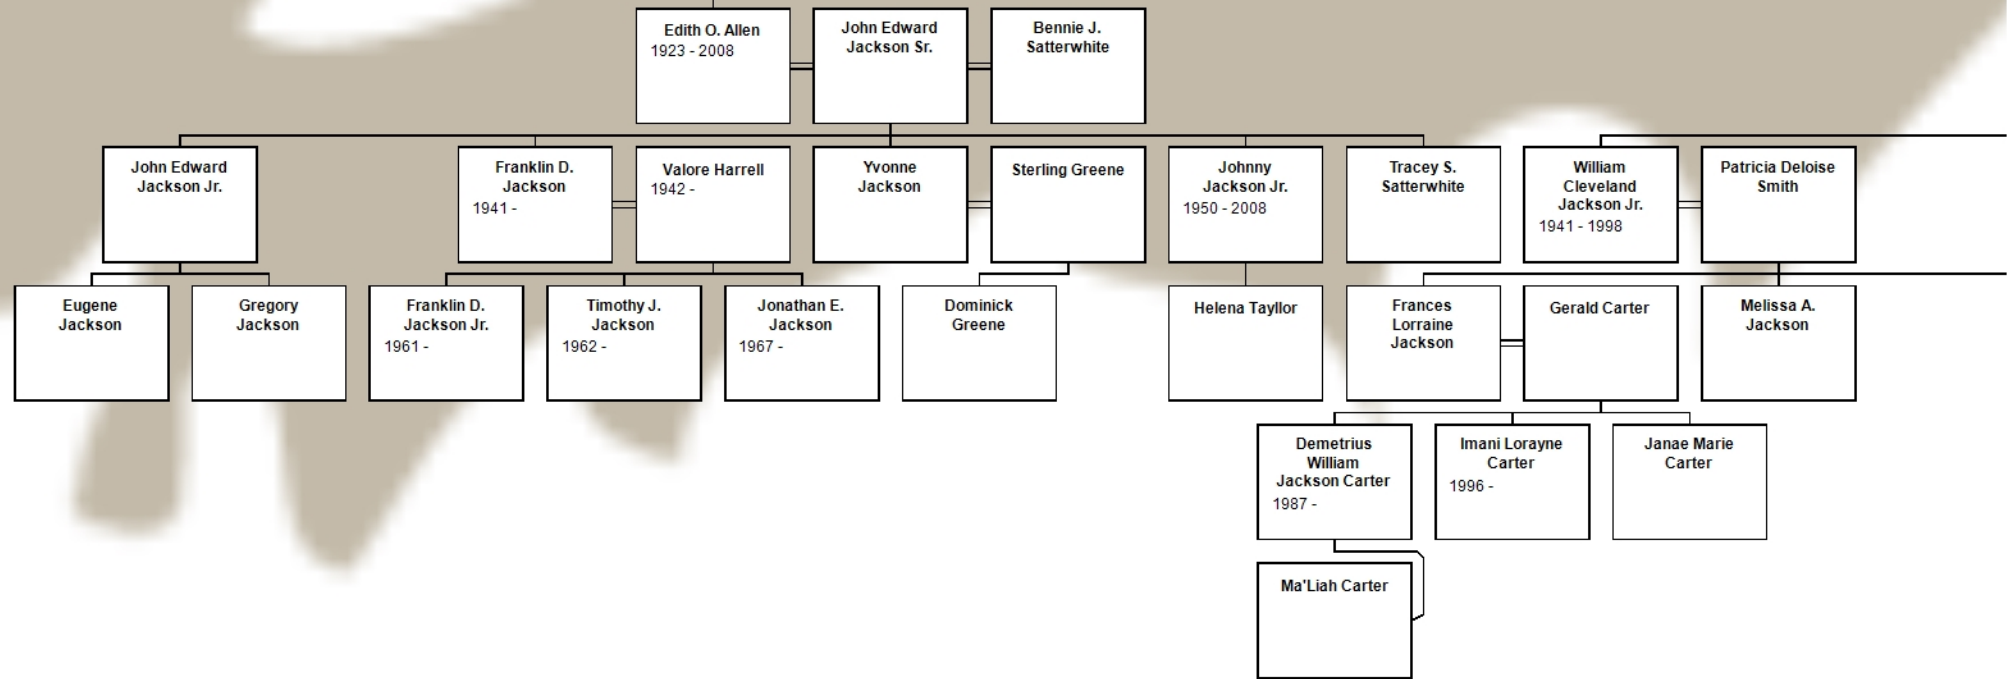 Edith O. Allen
1923 - 2008
John Edward
Jackson Sr.
Bennie J.
Satterwhite
John Edward
Jackson Jr.
Franklin D.
Jackson
1941 -
Valore Harrell
1942 -
Yvonne
Jackson
Sterling Greene
Johnny
Jackson Jr.
1950 - 2008
Tracey S.
Satterwhite
William
Cleveland
Jackson Jr.
1941 - 1998
Patricia Deloise
Smith
Eugene
Jackson
Gregory
Jackson
Franklin D.
Jackson Jr.
1961 -
Timothy J.
Jackson
1962 -
Jonathan E.
Jackson
1967 -
Dominick
Greene
Helena Tayllor
Frances
Lorraine
Jackson
Gerald Carter
Melissa A.
Jackson
Demetrius
William
Jackson Carter
1987 -
Imani Lorayne
Carter
1996 -
Janae Marie
Carter
Ma'Liah Carter